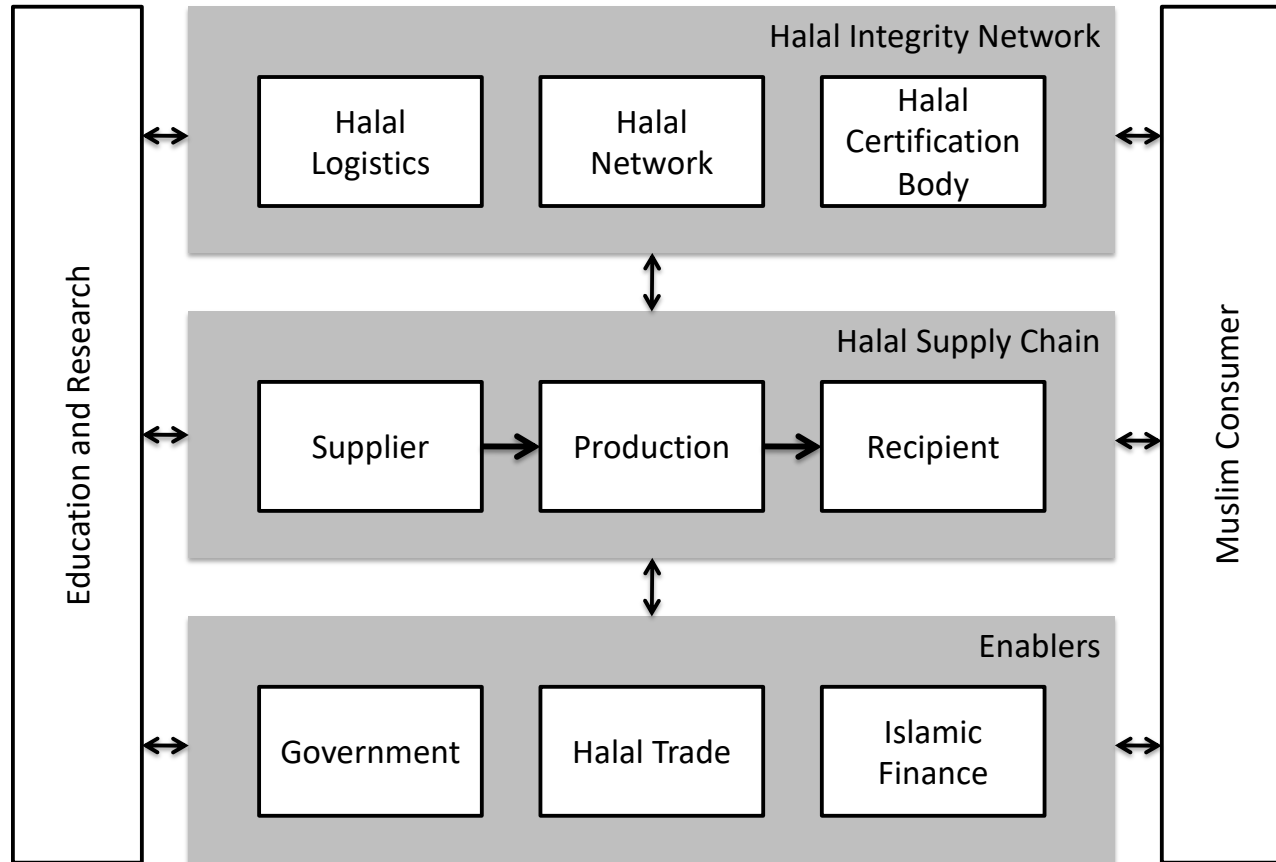 Education and Research
Halal Integrity Network
Halal
Logistics
Halal
Network
Halal
Certification
Body
Halal Supply Chain
Supplier
Production
Recipient
Enablers
Government
Halal Trade
Islamic
Finance
Muslim Consumer